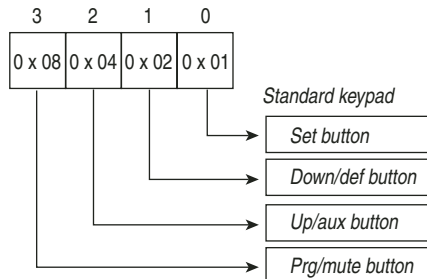 3 2 1 0
0 x 08 0 x 04 0 x 02 0 x 01
Standard keypad
Set button
Down/def button
Up/aux button
Prg/mute button